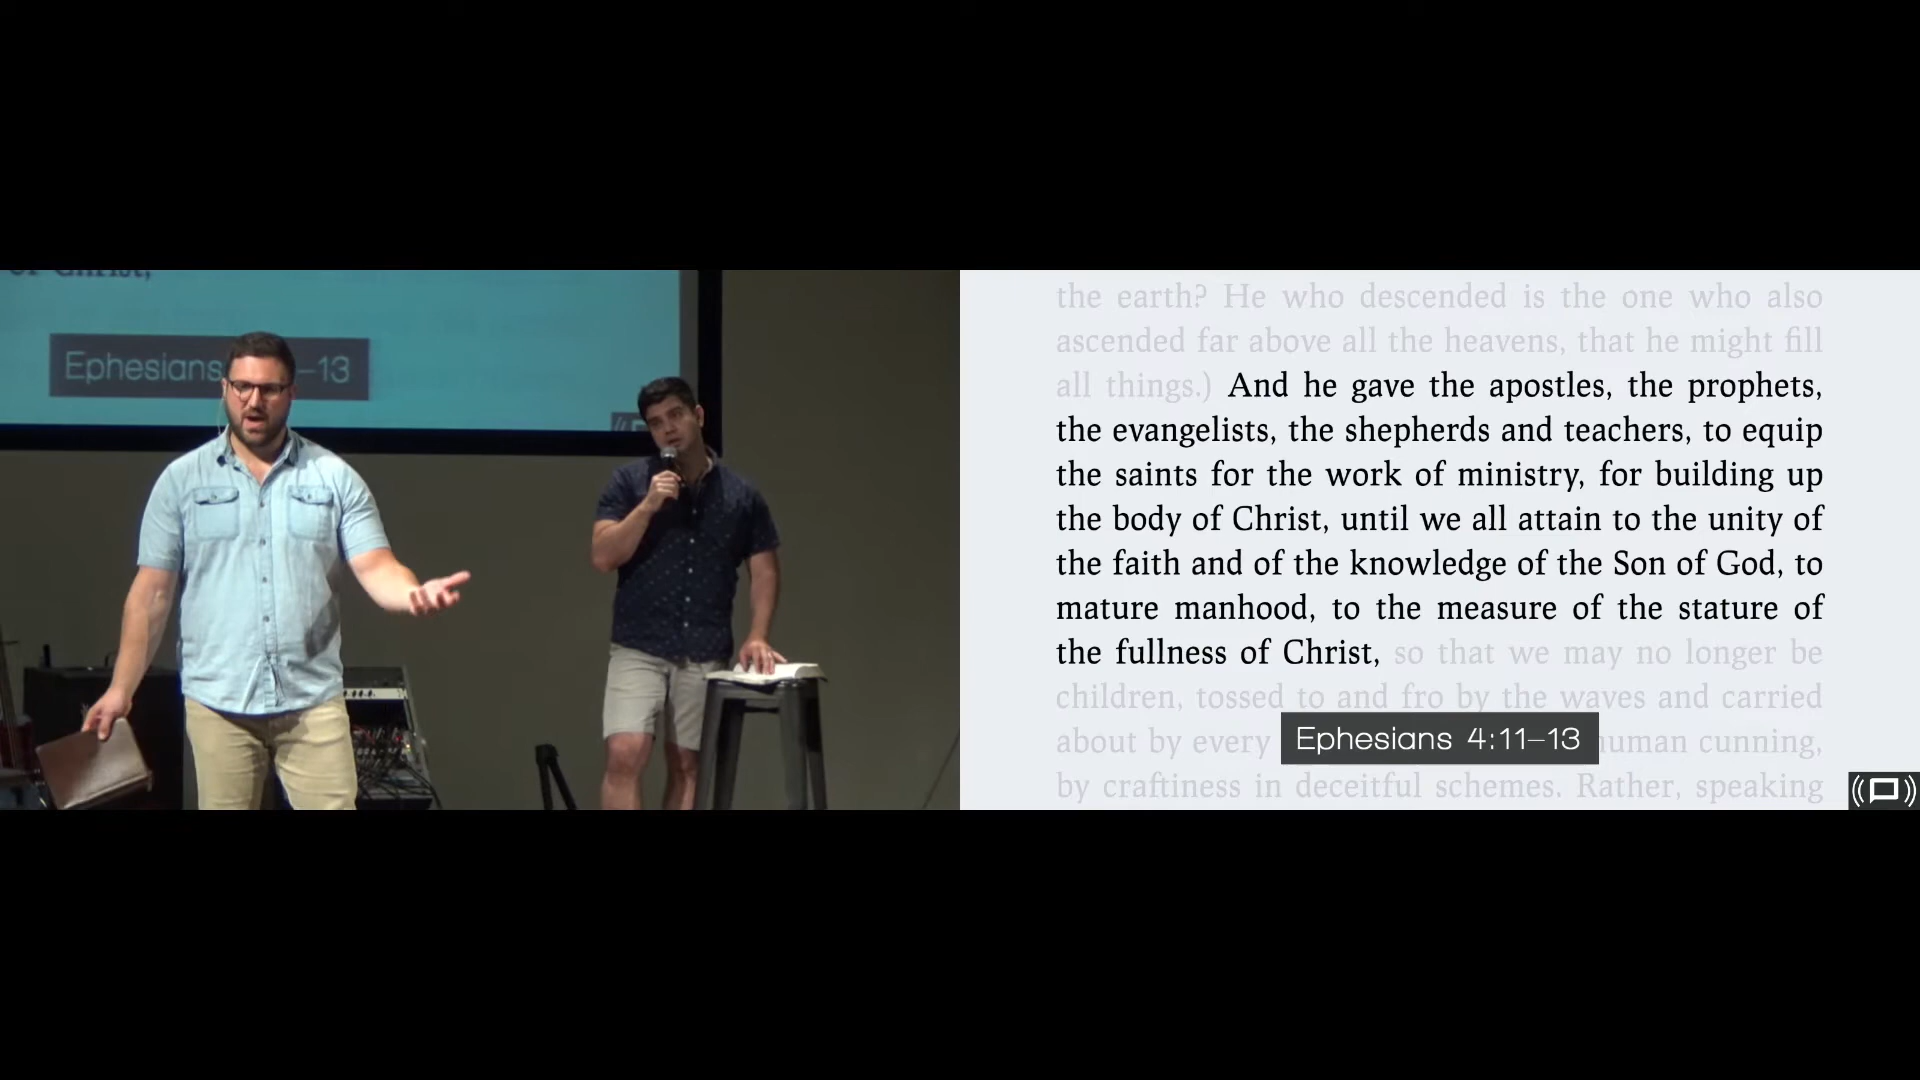 of Christ,
Ephesians
–13
the earth? He who descended is the one who also
ascended far above all the heavens, that he might fill
all things.) And he gave the apostles, the prophets,
the evangelists, the shepherds and teachers, to equip
the saints for the work of ministry, for building up
the body of Christ, until we all attain to the unity of
the faith and of the knowledge of the Son of God, to
mature manhood, to the measure of the stature of
the fullness of Christ, so that we may no longer be
children, tossed to and fro by the waves and carried
about by every
human cunning,
by craftiness in deceitful schemes. Rather, speaking
Ephesians 4:11–13